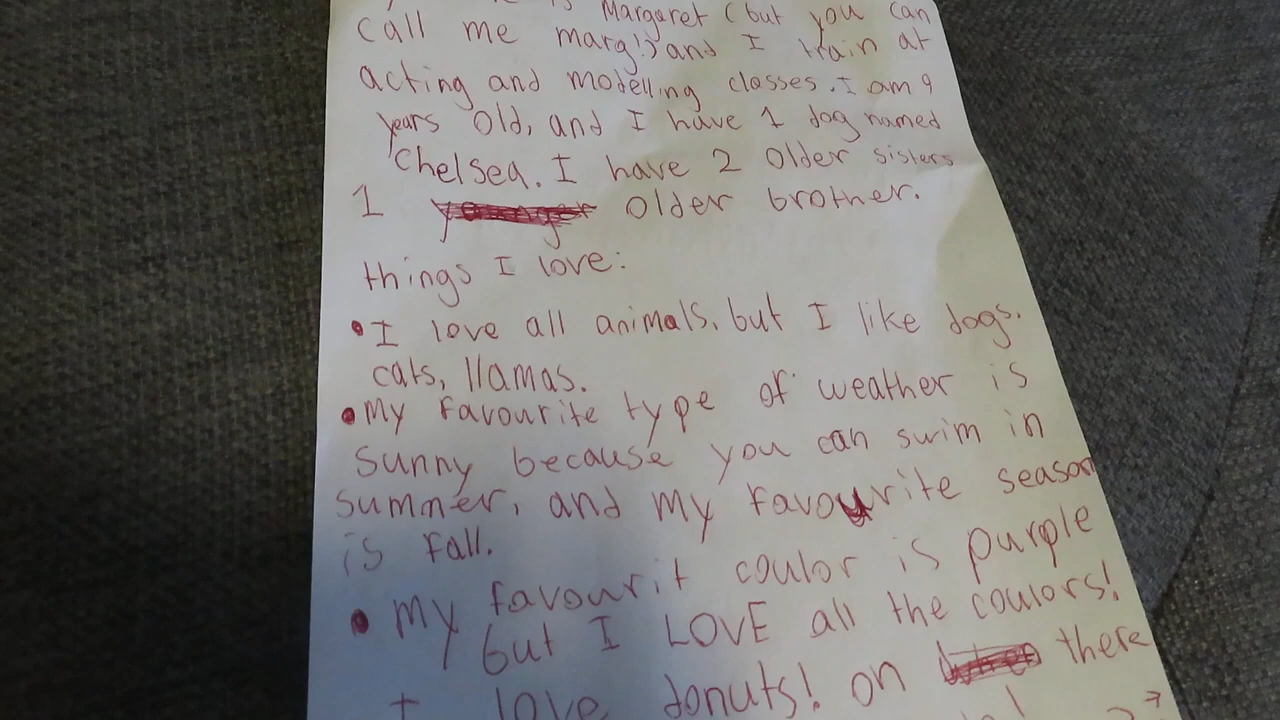 is Margaret (but you can
call me marg!) and I train at
acting and modelling classes. I am 9
years old, and I have 1 dog named
Chelsea. I have 2 older sisters
1 older brother.
things I love:
• I love all animals, but I like dogs,
cats, llamas.
• My favourite type of weather is
sunny because you can swim in
summer, and my favourite season
is fall.
• My favourit coulor is purple
but I LOVE all the coulors!
I love donuts! on there